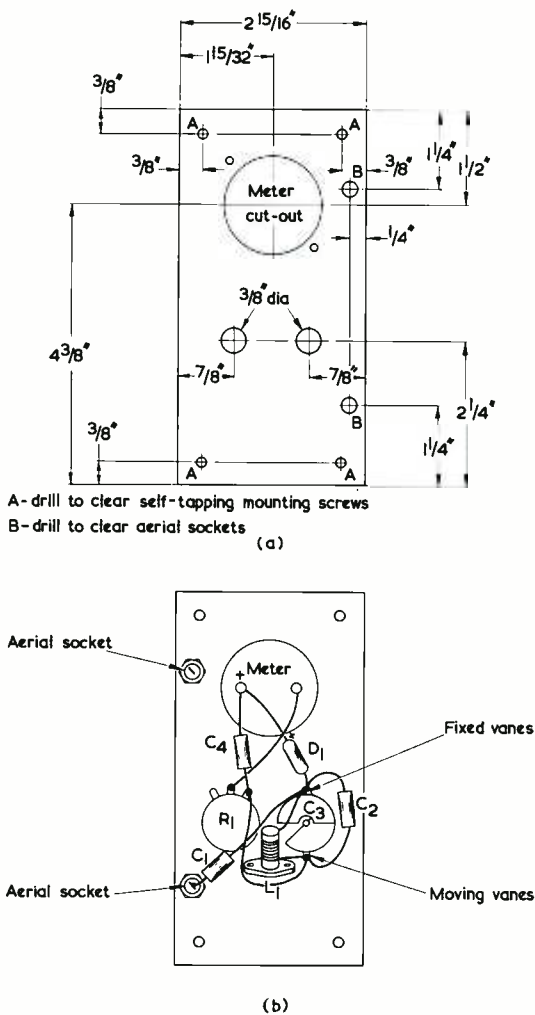 2 15/16"
1 15/32"
3/8"
A
A
3/8"
3/8"
1 1/4"
1 1/2"
B
Meter
cut-out
1/4"
3/8" dia
4 3/8"
7/8"
7/8"
2 1/4"
B
3/8"
1 1/4"
A
A
A-drill to clear self-tapping mounting screws
B-drill to clear aerial sockets
(a)
Aerial socket
Meter
+
Fixed vanes
C4
D1
+
R1
C3
C2
C1
Aerial socket
L1
Moving vanes
(b)